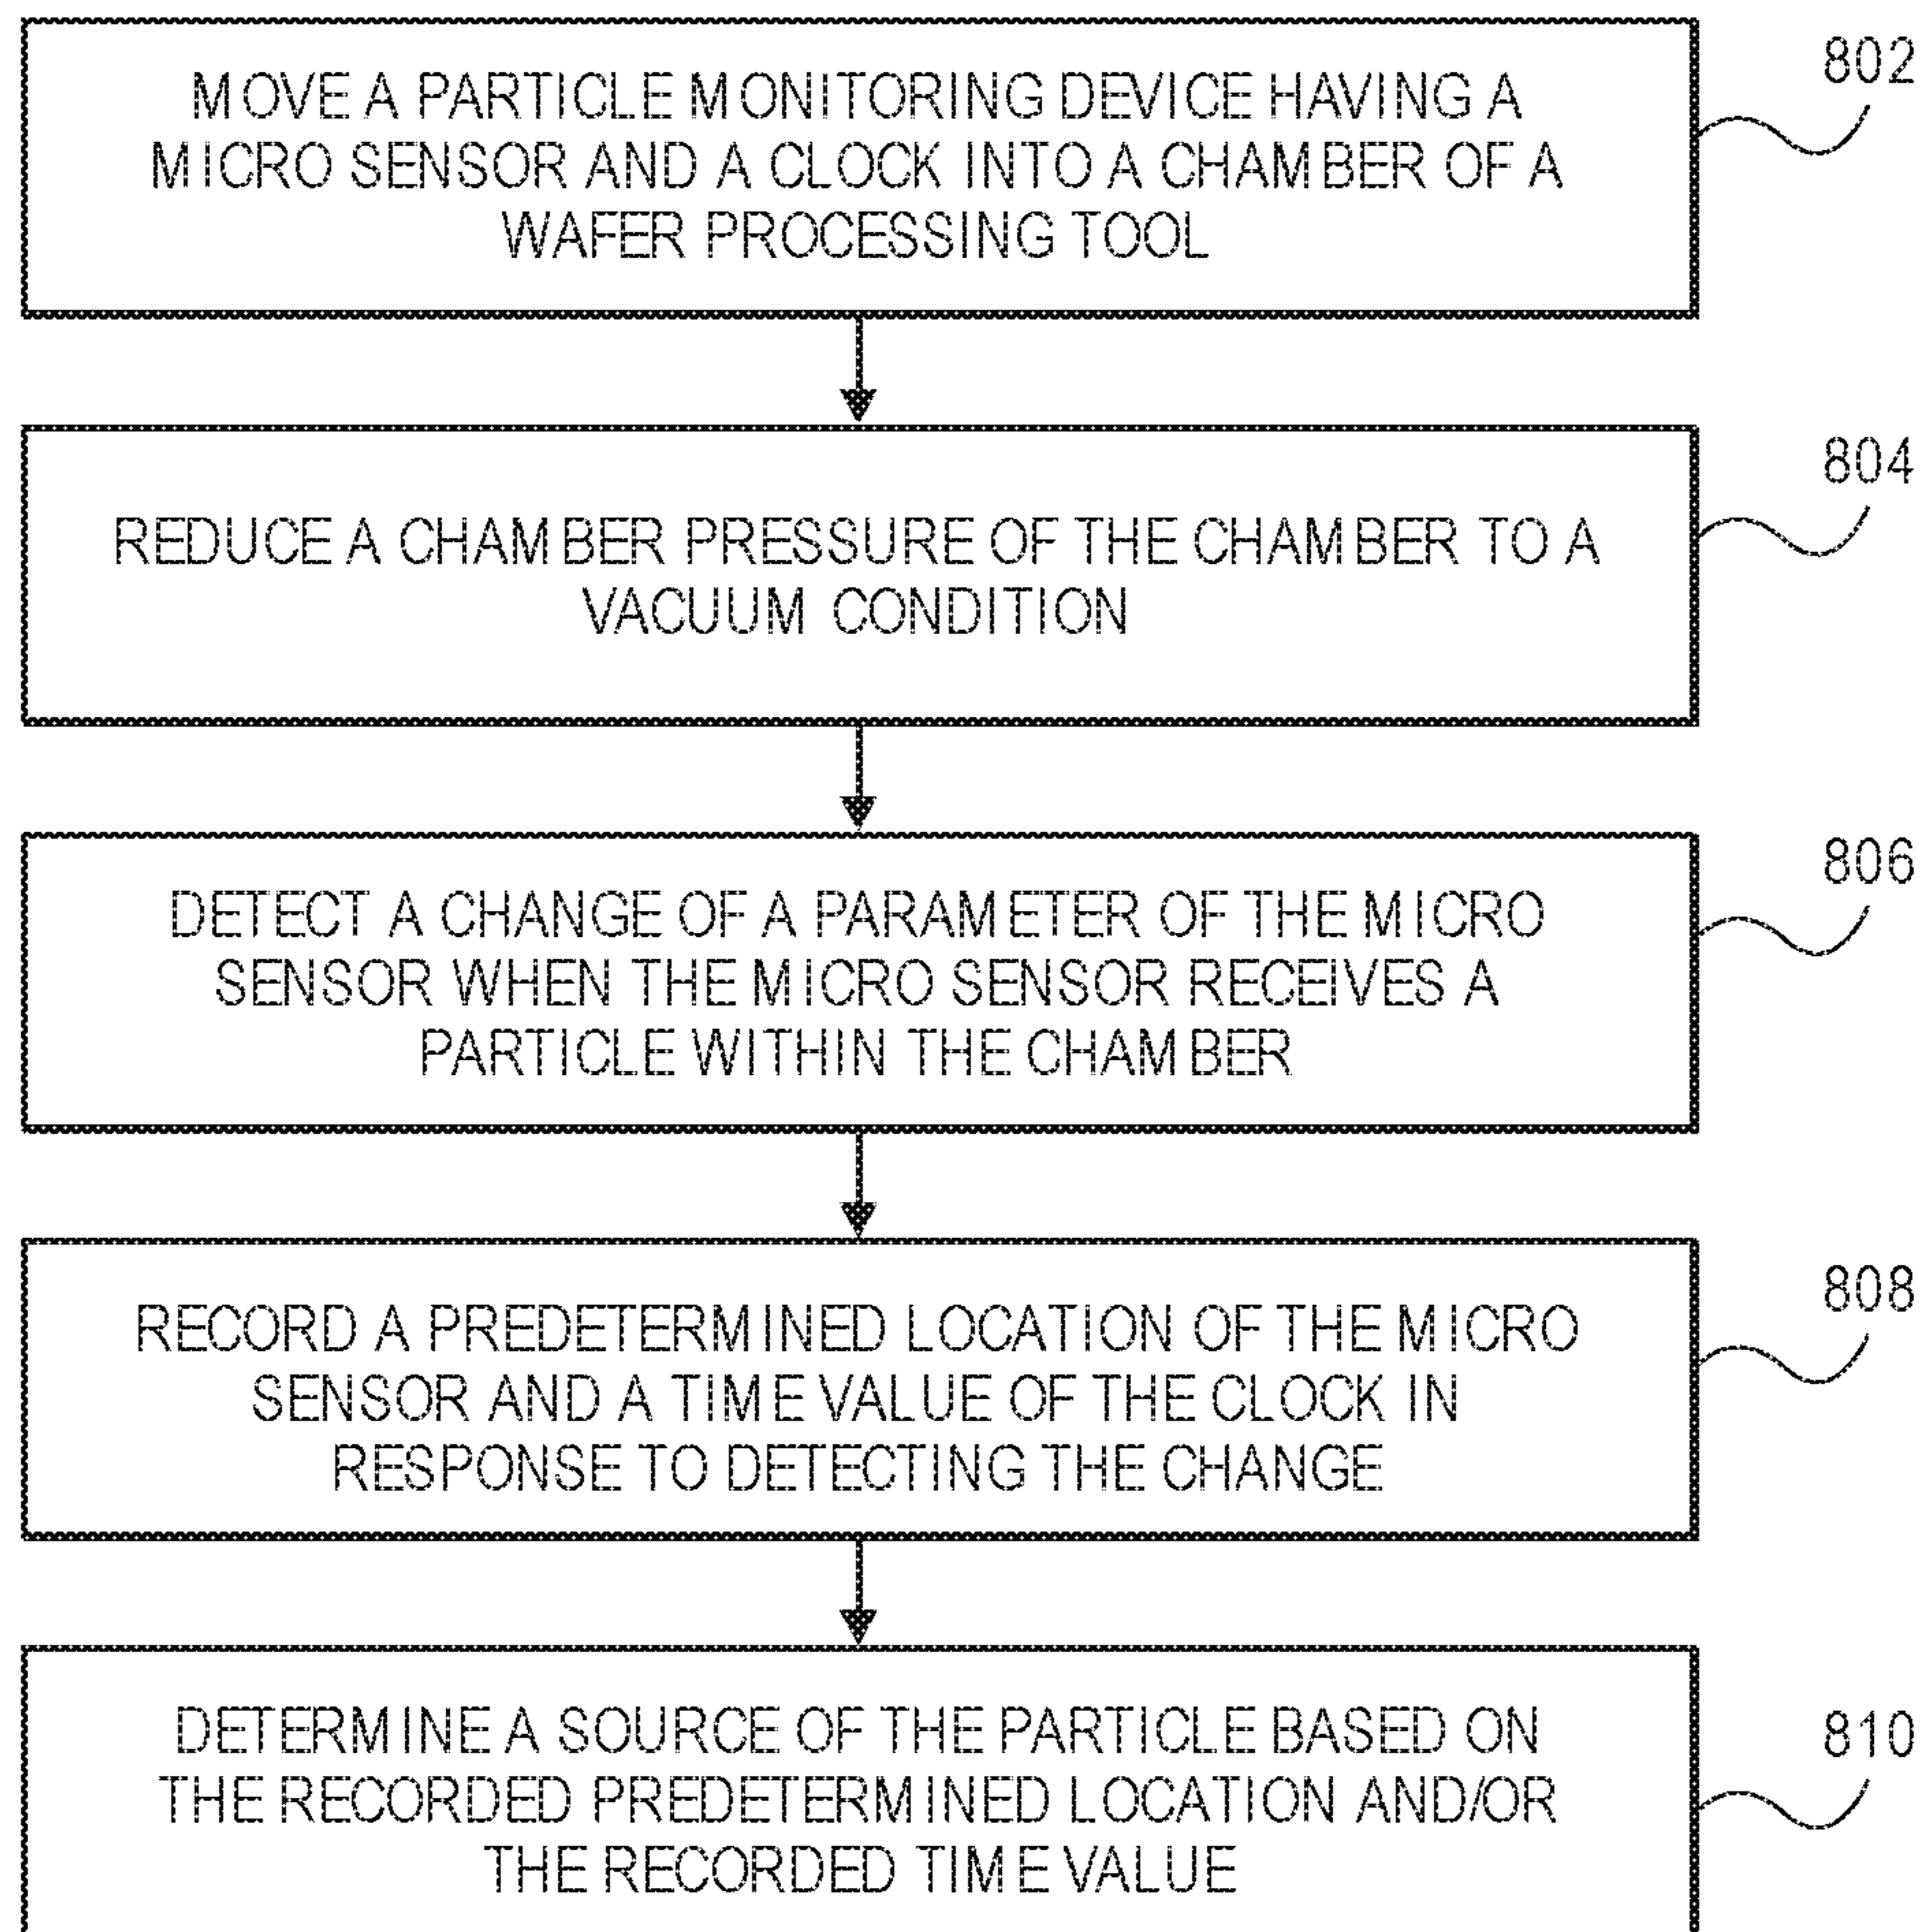 MOVE A PARTICLE MONITORING DEVICE HAVING A
MICRO SENSOR AND A CLOCK INTO A CHAMBER OF A
WAFER PROCESSING TOOL
802
REDUCE A CHAMBER PRESSURE OF THE CHAMBER TO A
VACUUM CONDITION
804
DETECT A CHANGE OF A PARAMETER OF THE MICRO
SENSOR WHEN THE MICRO SENSOR RECEIVES A
PARTICLE WITHIN THE CHAMBER
806
RECORD A PREDETERMINED LOCATION OF THE MICRO
SENSOR AND A TIME VALUE OF THE CLOCK IN
RESPONSE TO DETECTING THE CHANGE
808
DETERMINE A SOURCE OF THE PARTICLE BASED ON
THE RECORDED PREDETERMINED LOCATION AND/OR
THE RECORDED TIME VALUE
810